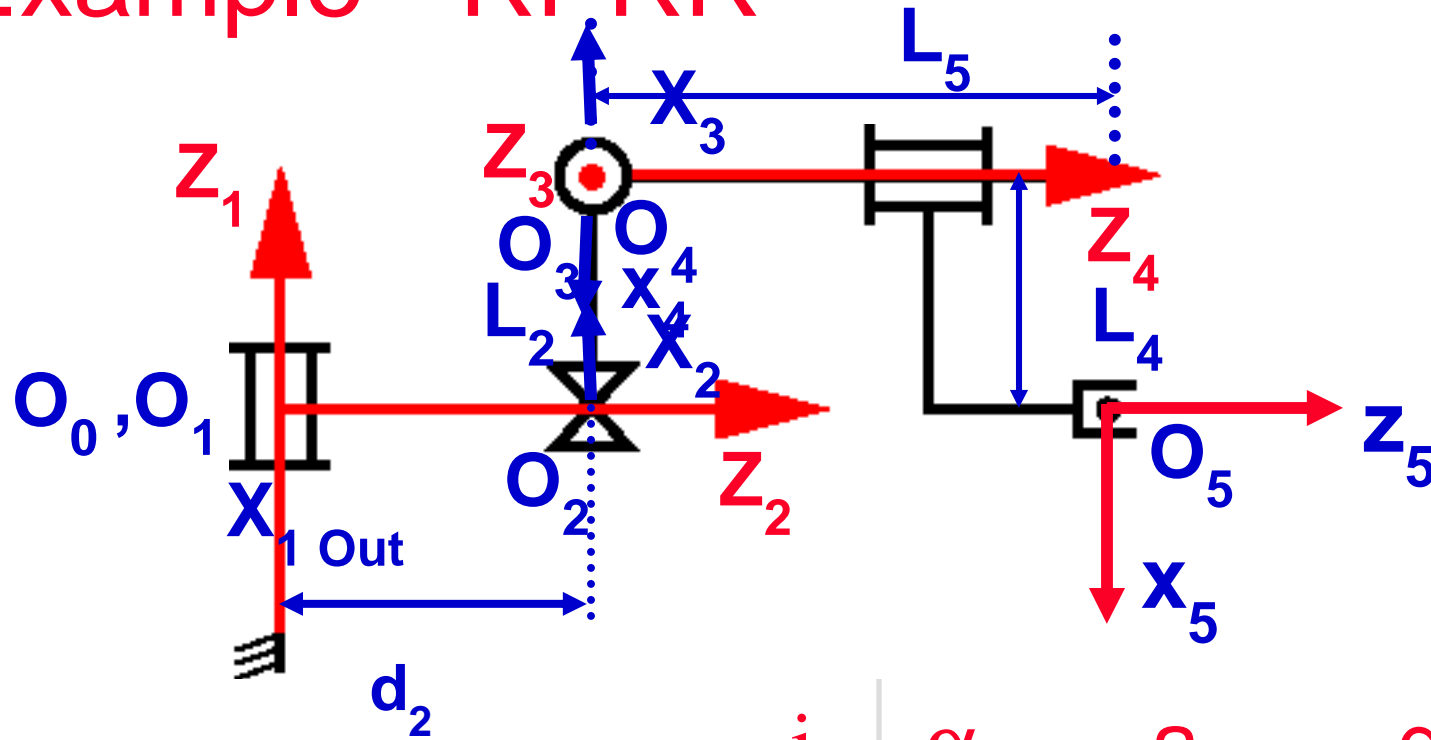 Example - RPRR
L5
X3
Z3
Z1
O3
O4
Z4
x4
L2
L4
X2
O0 ,O1
z5
O2
Z2
O5
X1 Out
x5
d2
i α a